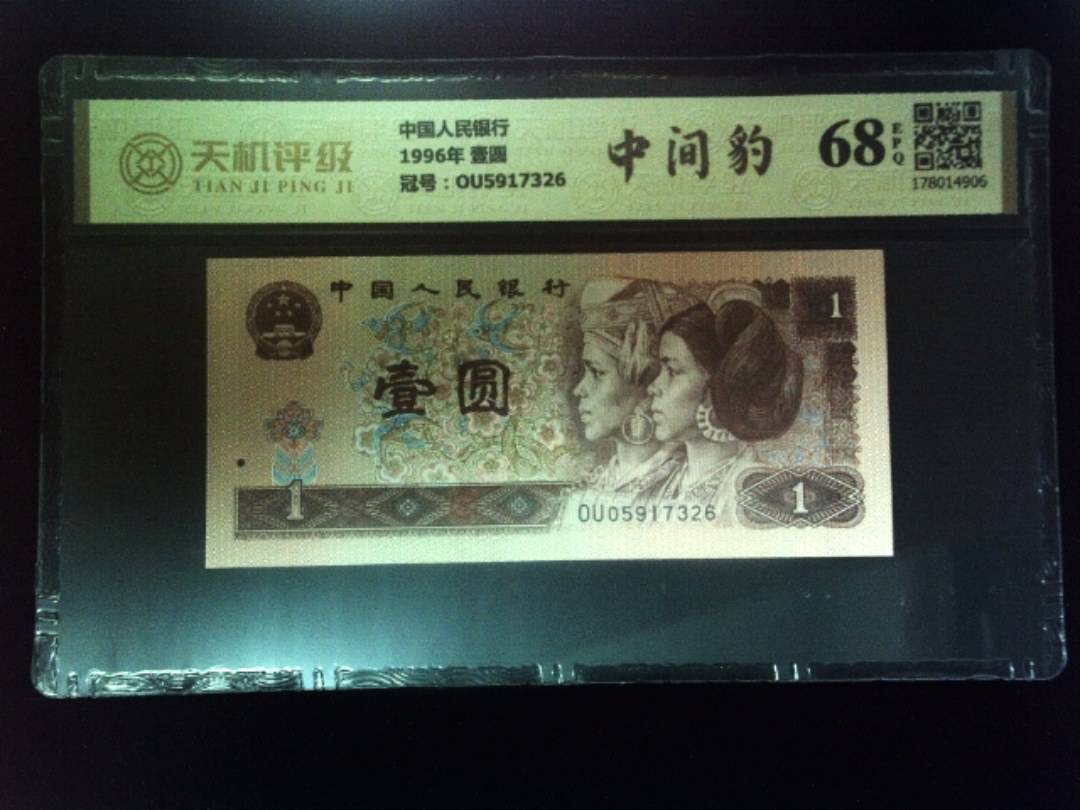 天机评级
TIAN JI PING JI
中国人民银行
1996年 壹圆
冠号：OU5917326
中间豹
68
EPQ
178014906
中国人民银行
1
壹圆
1
OU05917326
1